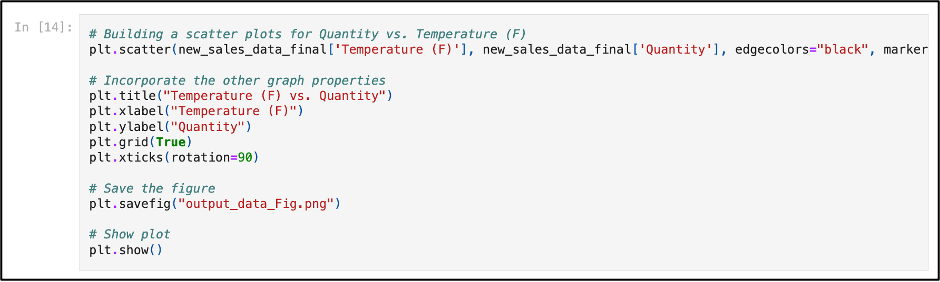 In [14]:
# Building a scatter plots for Quantity vs. Temperature (F)
plt.scatter(new_sales_data_final['Temperature (F)'], new_sales_data_final['Quantity'], edgecolors="black", marker
# Incorporate the other graph properties
plt.title("Temperature (F) vs. Quantity")
plt.xlabel("Temperature (F)")
plt.ylabel("Quantity")
plt.grid(True)
plt.xticks(rotation=90)
# Save the figure
plt.savefig("output_data_Fig.png")
# Show plot
plt.show()